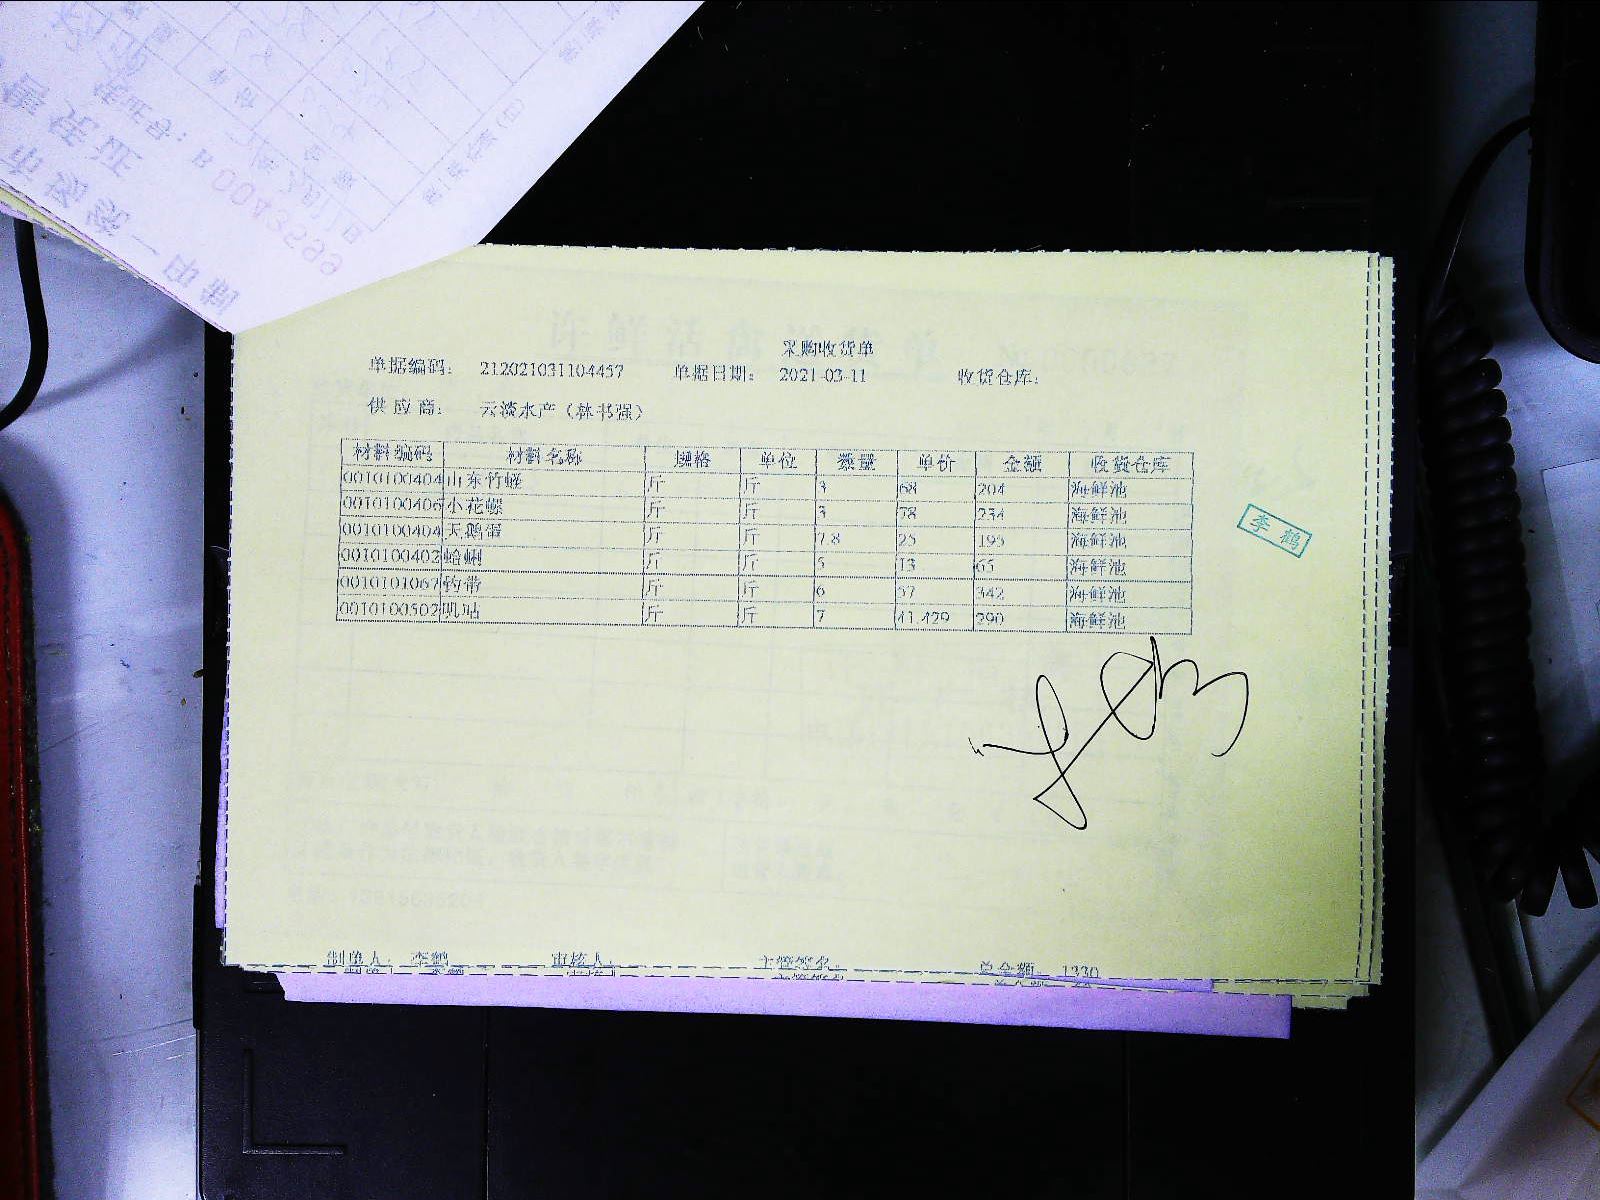 采购收货单
单据编码： 212021031104457 单据日期： 2021-03-11 收货仓库：
供应商： 云淡水产（林书强）
材料编码 材料名称 规格 单位 数量 单价 金额 收货仓库
0010100404 山东竹蛏 斤 斤 3 68 204 海鲜池
0010100406 小花螺 斤 斤 3 78 234 海鲜池
0010100404 天鹅蛋 斤 斤 7.8 25 195 海鲜池
0010100402 蛤蜊 斤 斤 5 13 65 海鲜池
0010101067 斤 斤 6 57 342 海鲜池
0010100502 斤 斤 7 41.429 290 海鲜池
李鹤
制单人： 李鹤 审核人： 主管签名： 总金额： 1330